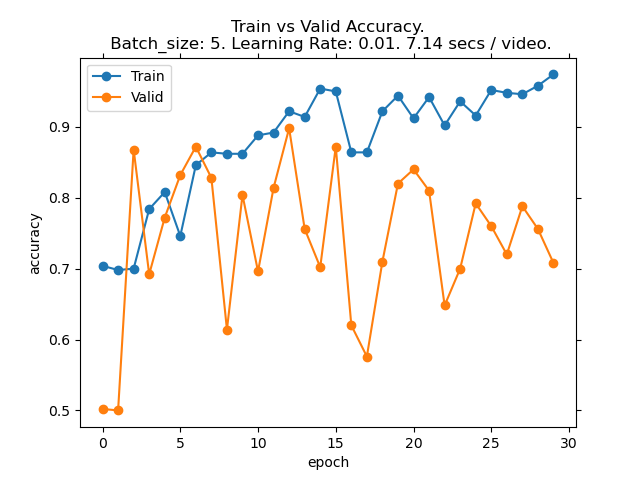 Train vs Valid Accuracy.
Batch_size: 5. Learning Rate: 0.01. 7.14 secs / video.
Train
Valid
0.9
0.8
0.7
0.6
0.5
accuracy
0 5 10 15 20 25 30
epoch